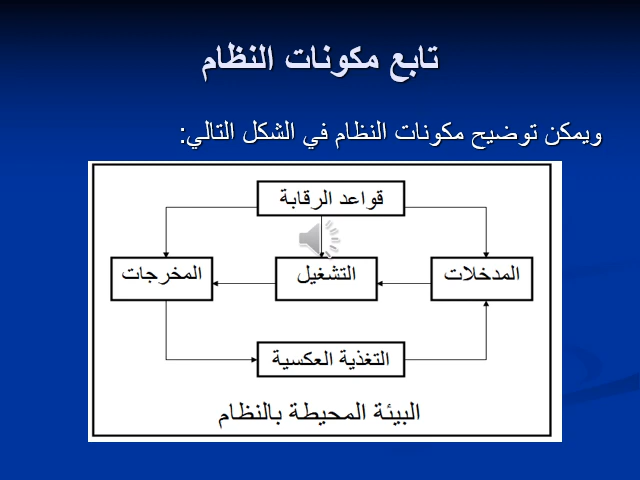 تابع مكونات النظام
ويمكن توضيح مكونات النظام في الشكل التالي:
قواعد الرقابة
المدخلات
التشغيل
المخرجات
التغذية العكسية
البيئة المحيطة بالنظام